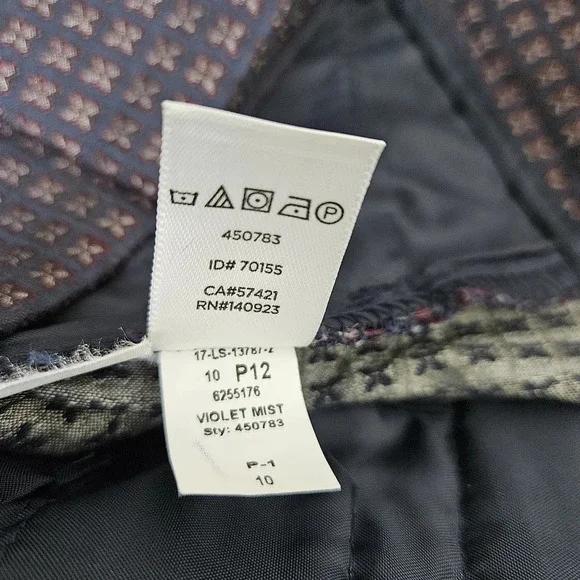 P
450783
ID# 70155
CA#57421
RN#140923
17-LS-13787-2
10 P12
6255176
VIOLET MIST
Sty: 450783
P-1
10